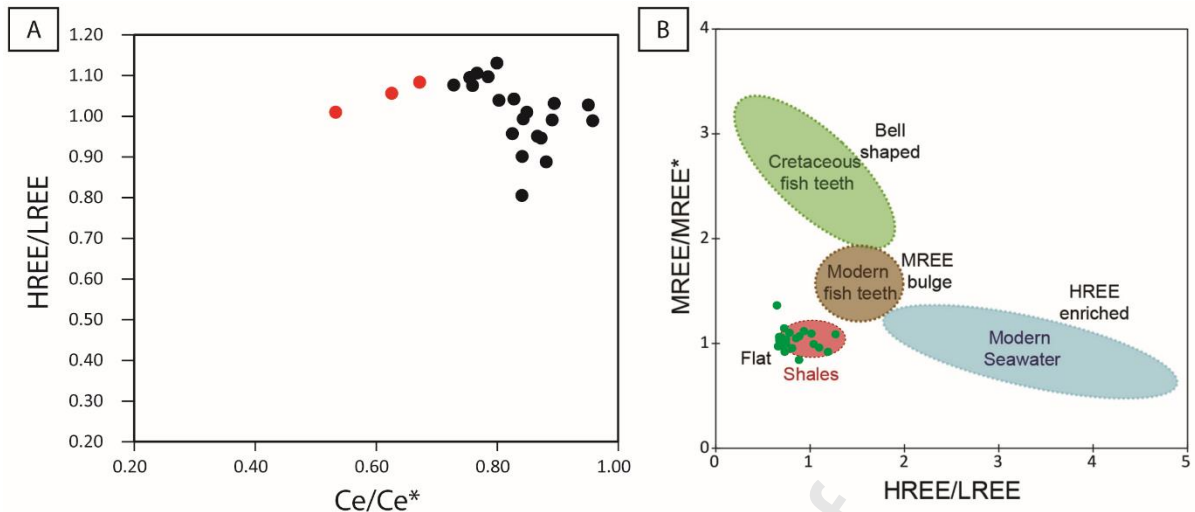 A
HREE/LREE
1.20
1.10
1.00
0.90
0.80
0.70
0.60
0.50
0.40
0.30
0.20
0.20
0.40
0.60
0.80
1.00
Ce/Ce*
B
MREE/MREE*
4
3
2
1
0
Bell
shaped
Cretaceous
fish teeth
MREE
bulge
Modern
fish teeth
HREE
enriched
Modern
Seawater
Flat
Shales
0
1
2
3
4
5
HREE/LREE